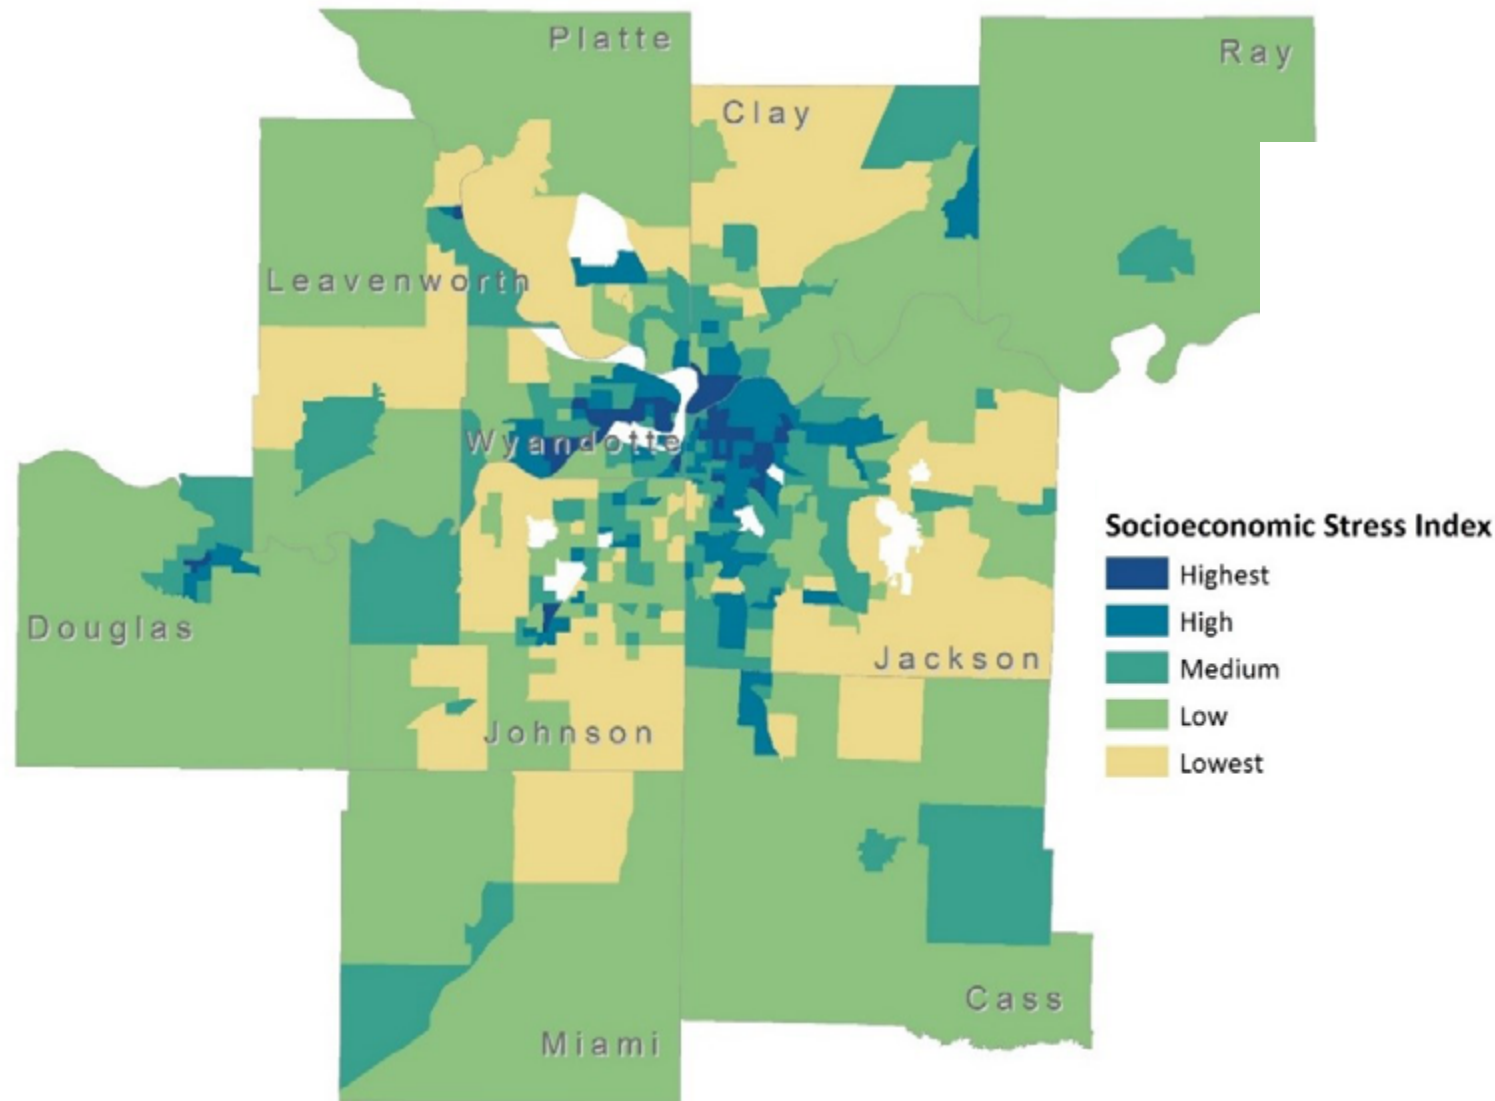 Platte
Ray
Clay
Leavenworth
Wyandotte
Socioeconomic Stress Index
Highest
High
Medium
Low
Lowest
Douglas
Jackson
Johnson
Cass
Miami